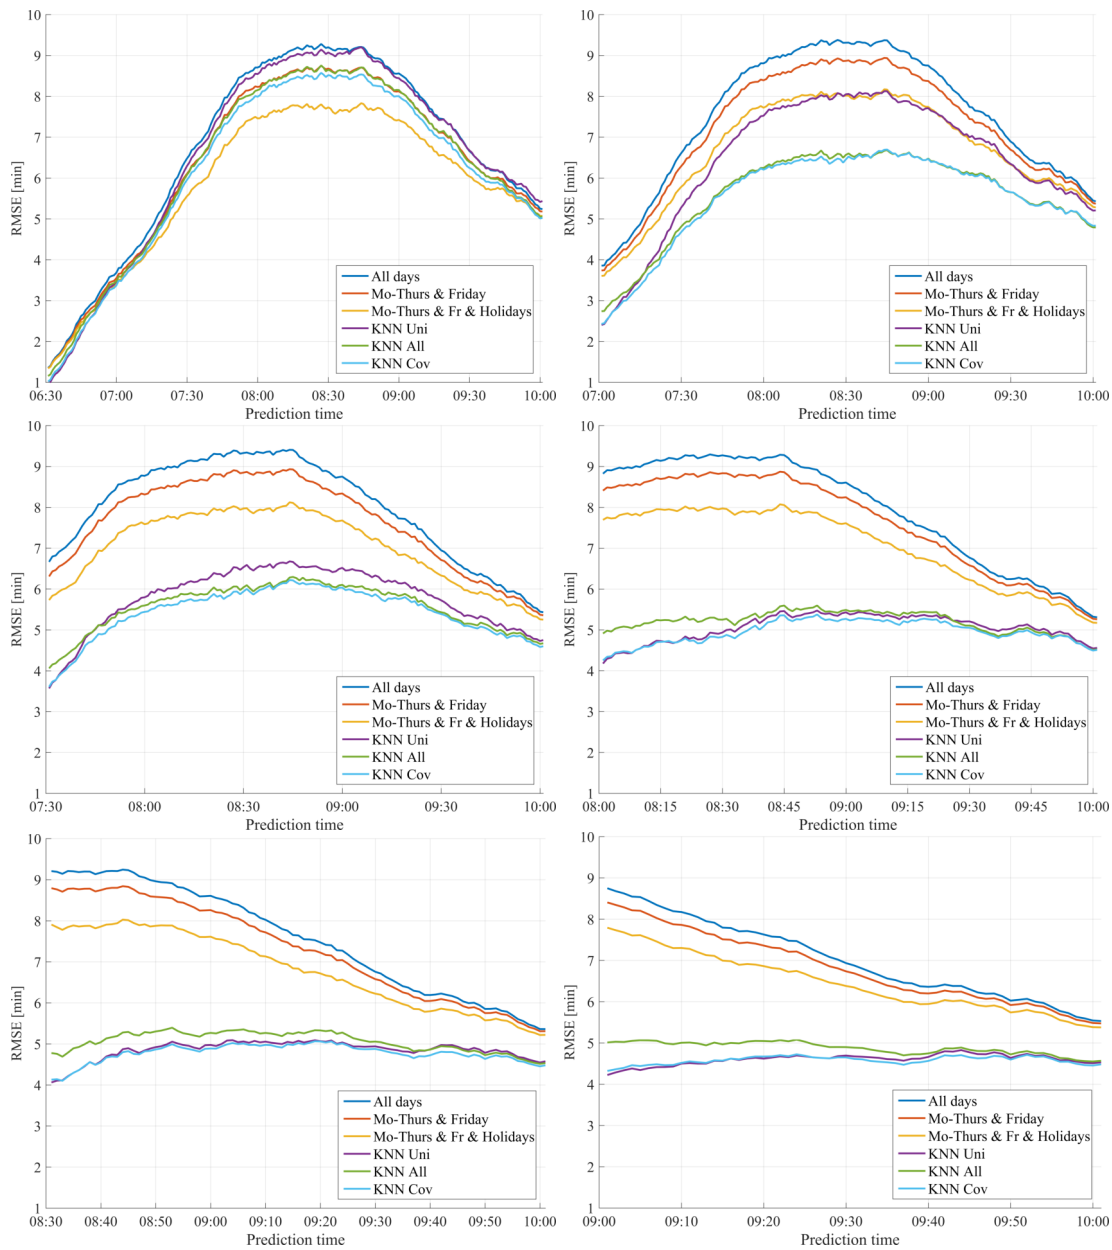 10
9
8
7
6
5
4
3
2
1
RMSE [min]
All days
Mo-Thurs & Friday
Mo-Thurs & Fr & Holidays
KNN Uni
KNN All
KNN Cov
06:30 07:00 07:30 08:00 08:30 09:00 09:30 10:00
Prediction time
10
9
8
7
6
5
4
3
2
1
RMSE [min]
All days
Mo-Thurs & Friday
Mo-Thurs & Fr & Holidays
KNN Uni
KNN All
KNN Cov
07:00 07:30 08:00 08:30 09:00 09:30 10:00
Prediction time
10
9
8
7
6
5
4
3
2
1
RMSE [min]
All days
Mo-Thurs & Friday
Mo-Thurs & Fr & Holidays
KNN Uni
KNN All
KNN Cov
07:30 08:00 08:30 09:00 09:30 10:00
Prediction time
10
9
8
7
6
5
4
3
2
1
RMSE [min]
All days
Mo-Thurs & Friday
Mo-Thurs & Fr & Holidays
KNN Uni
KNN All
KNN Cov
08:00 08:15 08:30 08:45 09:00 09:15 09:30 09:45 10:00
Prediction time
10
9
8
7
6
5
4
3
2
1
RMSE [min]
All days
Mo-Thurs & Friday
Mo-Thurs & Fr & Holidays
KNN Uni
KNN All
KNN Cov
08:30 08:40 08:50 09:00 09:10 09:20 09:30 09:40 09:50 10:00
Prediction time
10
9
8
7
6
5
4
3
2
1
RMSE [min]
All days
Mo-Thurs & Friday
Mo-Thurs & Fr & Holidays
KNN Uni
KNN All
KNN Cov
09:00 09:10 09:20 09:30 09:40 09:50 10:00
Prediction time